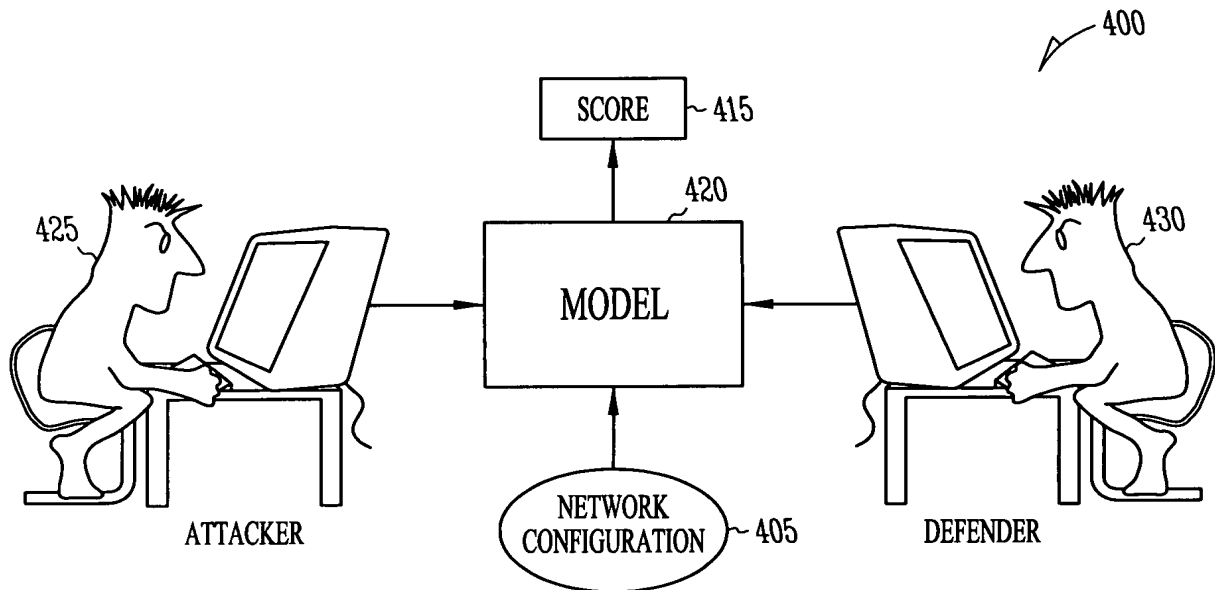 400
SCORE
415
420
425
430
MODEL
NETWORK
CONFIGURATION
405
ATTACKER
DEFENDER